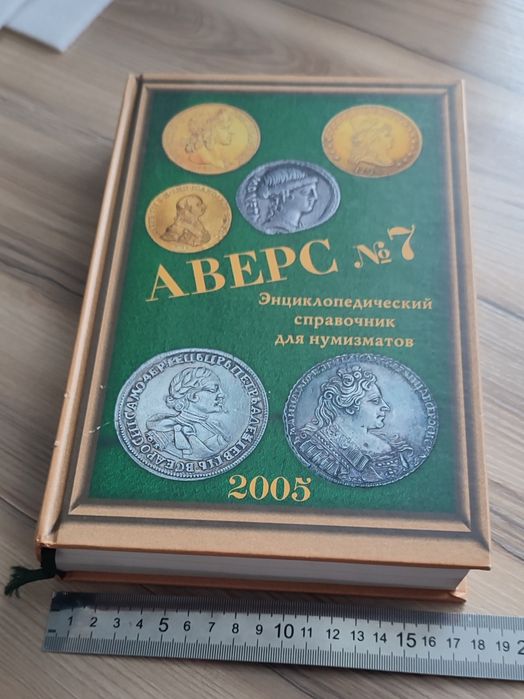 АВЕРС №7
Энциклопедический
справочник
для нумизматов
2005
1 2 3 4 5 6 7 8 9 10 11 12 13 14 15 16 17 18 19 2